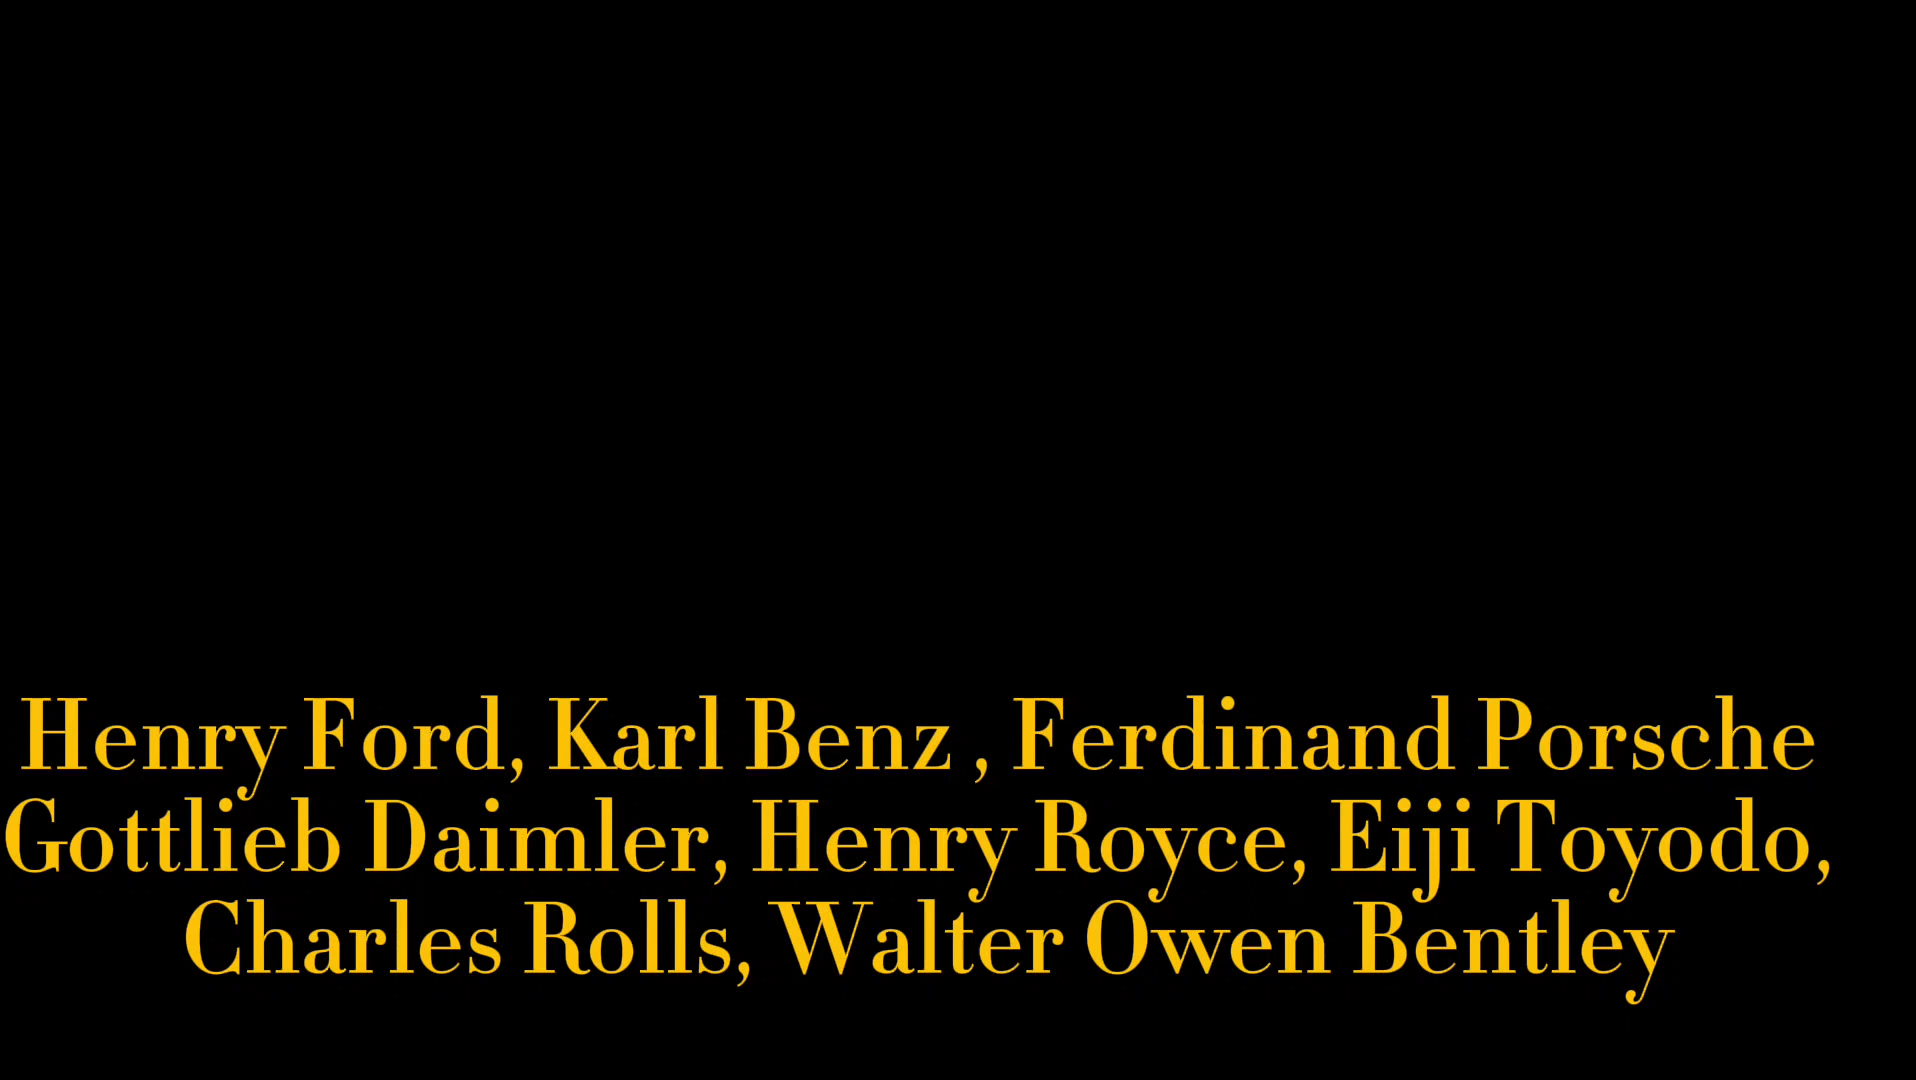 Henry Ford, Karl Benz , Ferdinand Porsche
Gottlieb Daimler, Henry Royce, Eiji Toyodo,
Charles Rolls, Walter Owen Bentley